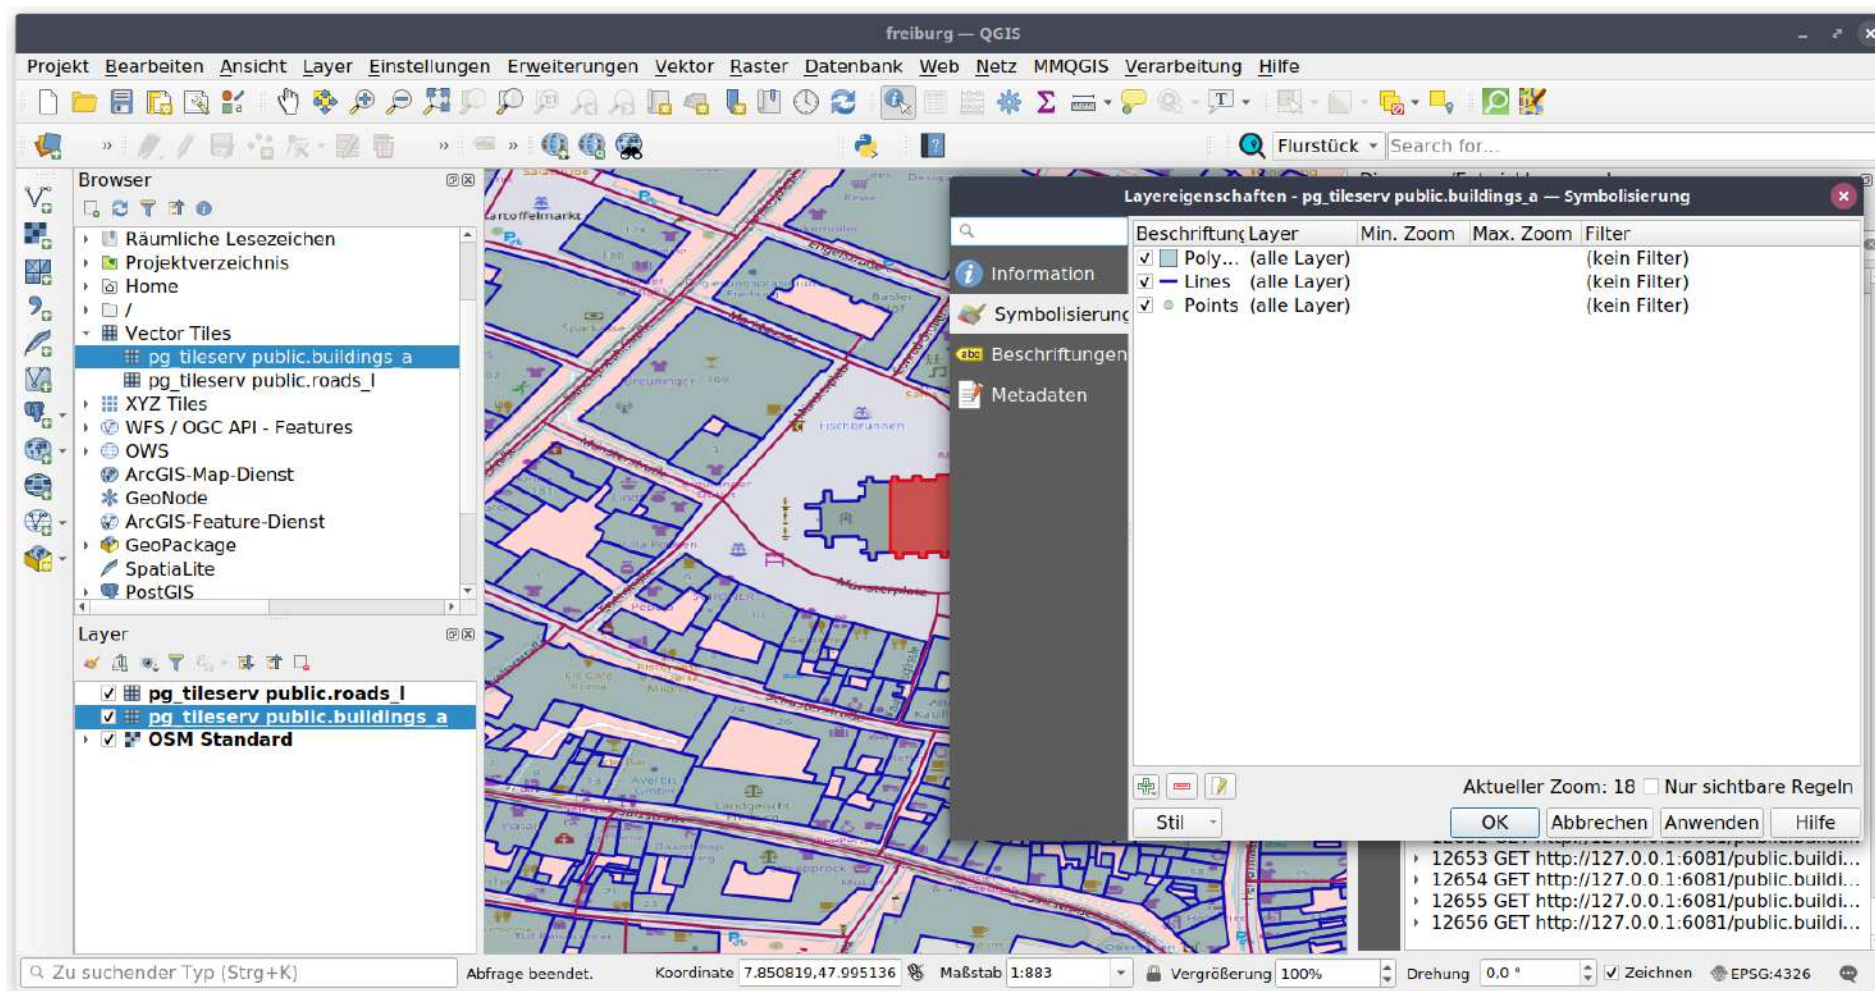 freiburg — QGIS
Projekt Bearbeiten Ansicht Layer Einstellungen Erweiterungen Vektor Raster Datenbank Web Netz MMQGIS Verarbeitung Hilfe
Flurstück Search for...
Browser
Räumliche Lesezeichen
Projektverzeichnis
Home
/
Vector Tiles
pg_tileserv public.buildings_a
pg_tileserv public.roads_l
XYZ Tiles
WFS / OGC API - Features
OWS
ArcGIS-Map-Dienst
GeoNode
ArcGIS-Feature-Dienst
GeoPackage
SpatiaLite
PostGIS
Layer
pg_tileserv public.roads_l
pg_tileserv public.buildings_a
OSM Standard
Fischbrunnen
Münsterstraße
Münsterplatz
Landgericht
Layereigenschaften - pg_tileserv public.buildings_a — Symbolisierung
Information
Symbolisierung
abc Beschriftungen
Metadaten
Beschriftung Layer Min. Zoom Max. Zoom Filter
Poly... (alle Layer) (kein Filter)
Lines (alle Layer) (kein Filter)
Points (alle Layer) (kein Filter)
Aktueller Zoom: 18 Nur sichtbare Regeln
Stil OK Abbrechen Anwenden Hilfe
12653 GET http://127.0.0.1:6081/public.buildi...
12654 GET http://127.0.0.1:6081/public.buildi...
12655 GET http://127.0.0.1:6081/public.buildi...
12656 GET http://127.0.0.1:6081/public.buildi...
Zu suchender Typ (Strg+K) Abfrage beendet. Koordinate 7.850819,47.995136 Maßstab 1:883 Vergrößerung 100% Drehung 0,0 ° Zeichnen EPSG:4326